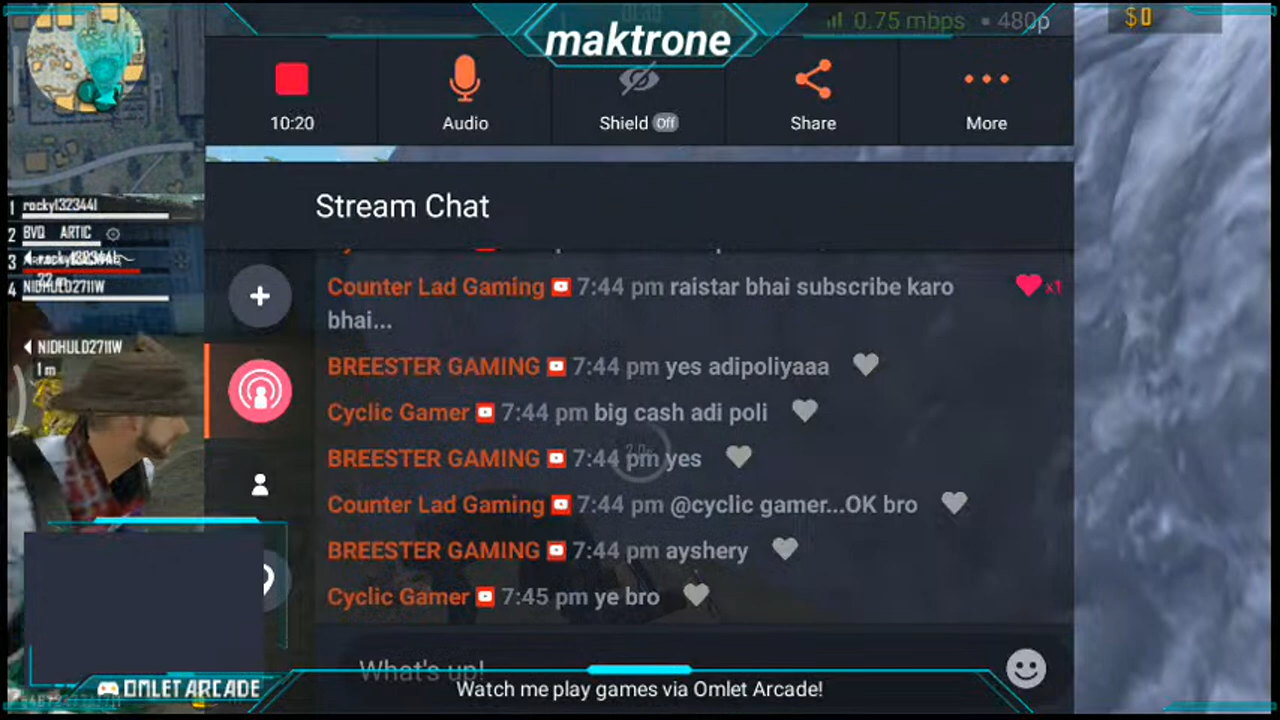 maktrone
0.75 mbps 480p
$0
10:20
Audio
Shield Off
Share
More
Stream Chat
1 rocky1323441
2 BVQ ARTIC
3
4 NIDHULD2711W
NIDHULD2711W
1 m
Counter Lad Gaming 7:44 pm raistar bhai subscribe karo x1
bhai...
BREESTER GAMING 7:44 pm yes adipoliyaaa
Cyclic Gamer 7:44 pm big cash adi poli
BREESTER GAMING 7:44 pm yes
Counter Lad Gaming 7:44 pm @cyclic gamer...OK bro
BREESTER GAMING 7:44 pm ayshery
Cyclic Gamer 7:45 pm ye bro
What's up!
OMLET ARCADE
Watch me play games via Omlet Arcade!